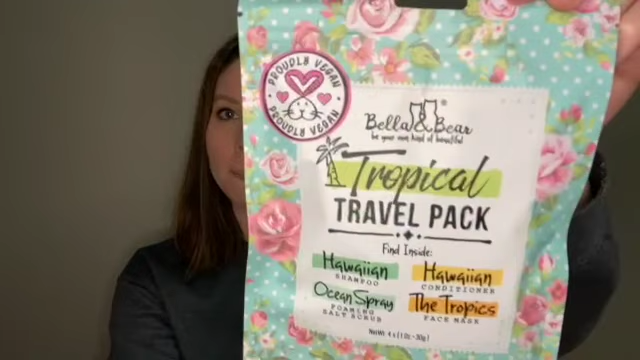 PROUDLY VEGAN
PROUDLY VEGAN
Bella & Bear®
be your own kind of beautiful
Tropical
TRAVEL PACK
Find Inside:
Hawaiian
SHAMPOO
Hawaiian
CONDITIONER
Ocean Spray
FOAMING
SALT SCRUB
The Tropics
FACE MASK